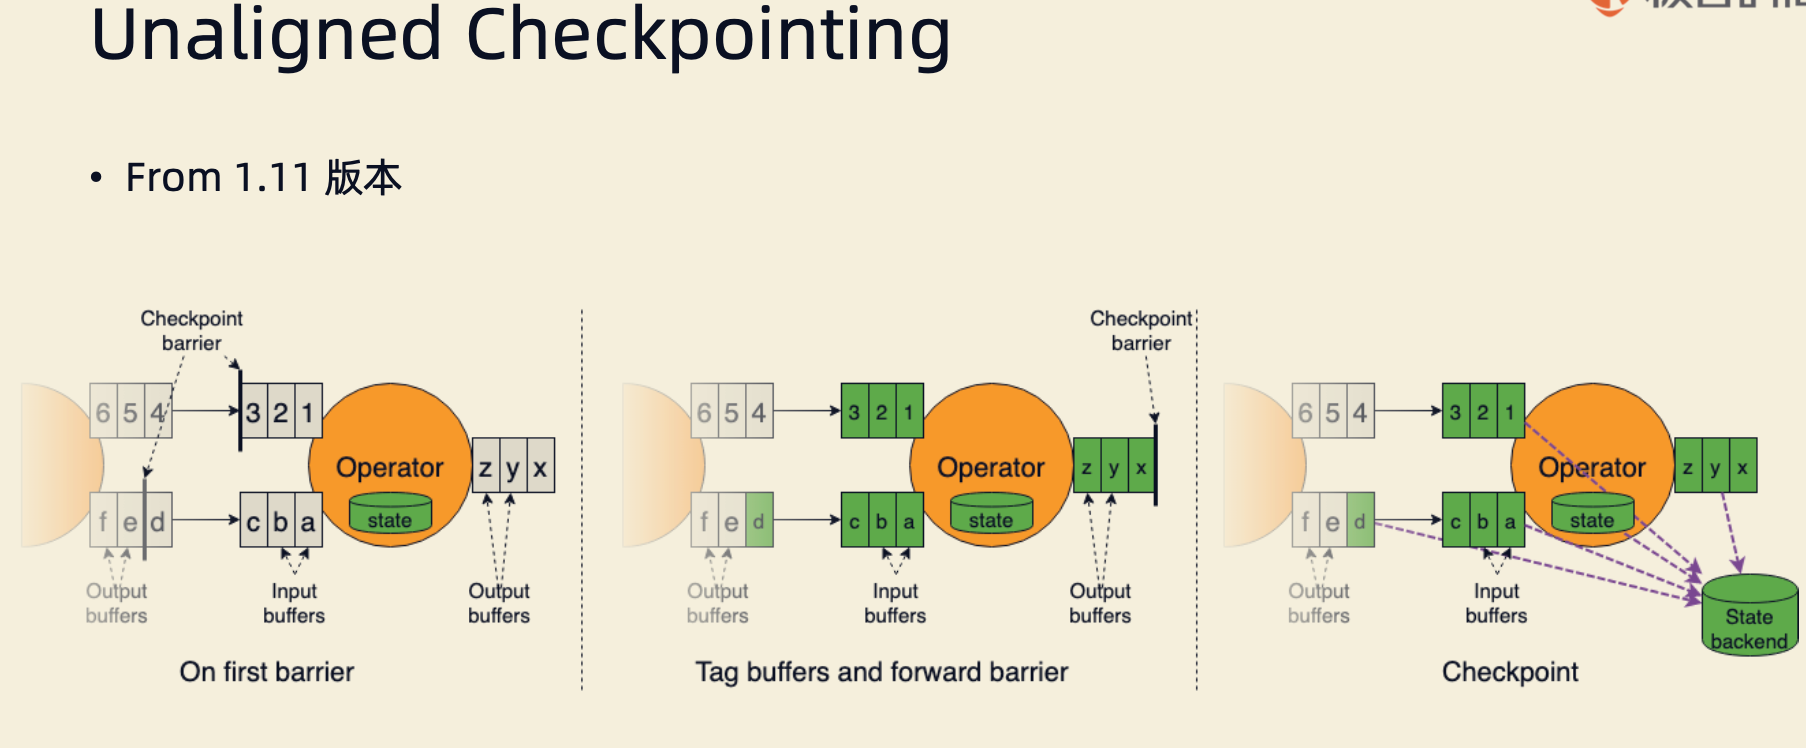 Unaligned Checkpointing
• From 1.11 版本
Checkpoint
barrier
6 5 4
3 2 1
Operator
state
z y x
f e d
c b a
Output
buffers
Input
buffers
Output
buffers
On first barrier
Checkpoint
barrier
6 5 4
3 2 1
Operator
state
z y x
f e d
c b a
Output
buffers
Input
buffers
Output
buffers
Tag buffers and forward barrier
6 5 4
3 2 1
Operator
state
z y x
f e d
c b a
Output
buffers
Input
buffers
State
backend
Checkpoint